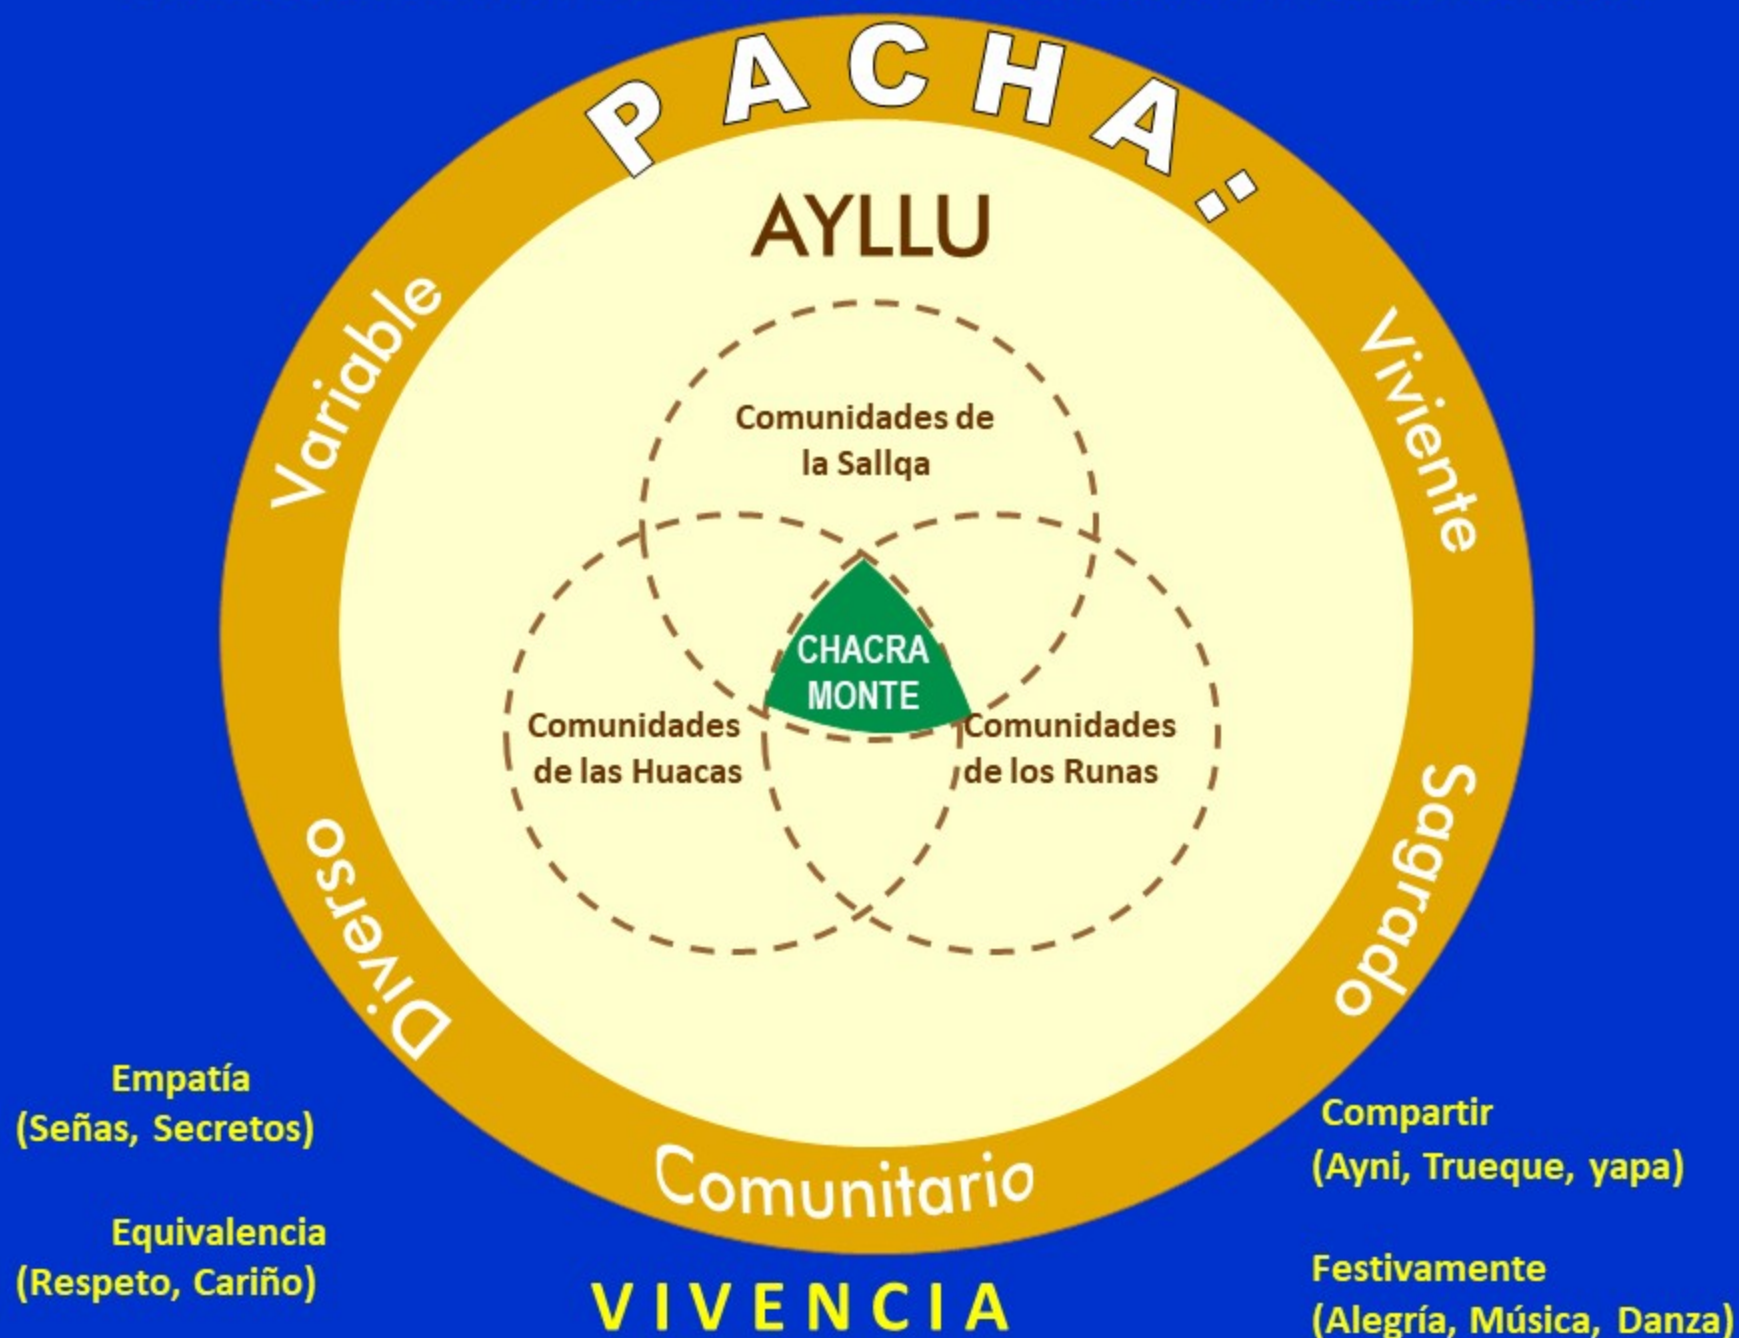 PACHA:
AYLLU
Variable
Viviente
Comunidades de
la Sallqa
CHACRA
MONTE
Comunidades
de las Huacas
Comunidades
de los Runas
Diverso
Sagrado
Comunitario
Empatía
(Señas, Secretos)
Equivalencia
(Respeto, Cariño)
Compartir
(Ayni, Trueque, yapa)
Festivamente
(Alegría, Música, Danza)
VIVENCIA